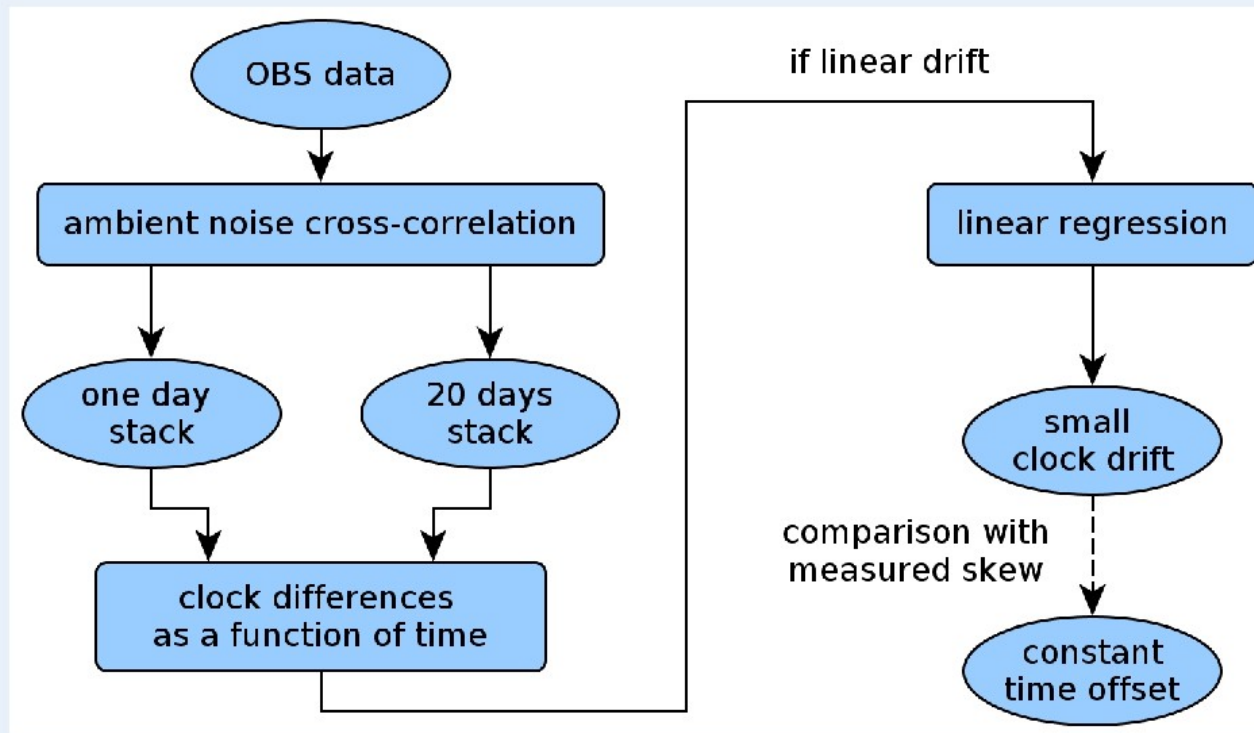 OBS data
ambient noise cross-correlation
one day
stack
20 days
stack
clock differences
as a function of time
if linear drift
linear regression
small
clock drift
comparison with
measured skew
constant
time offset